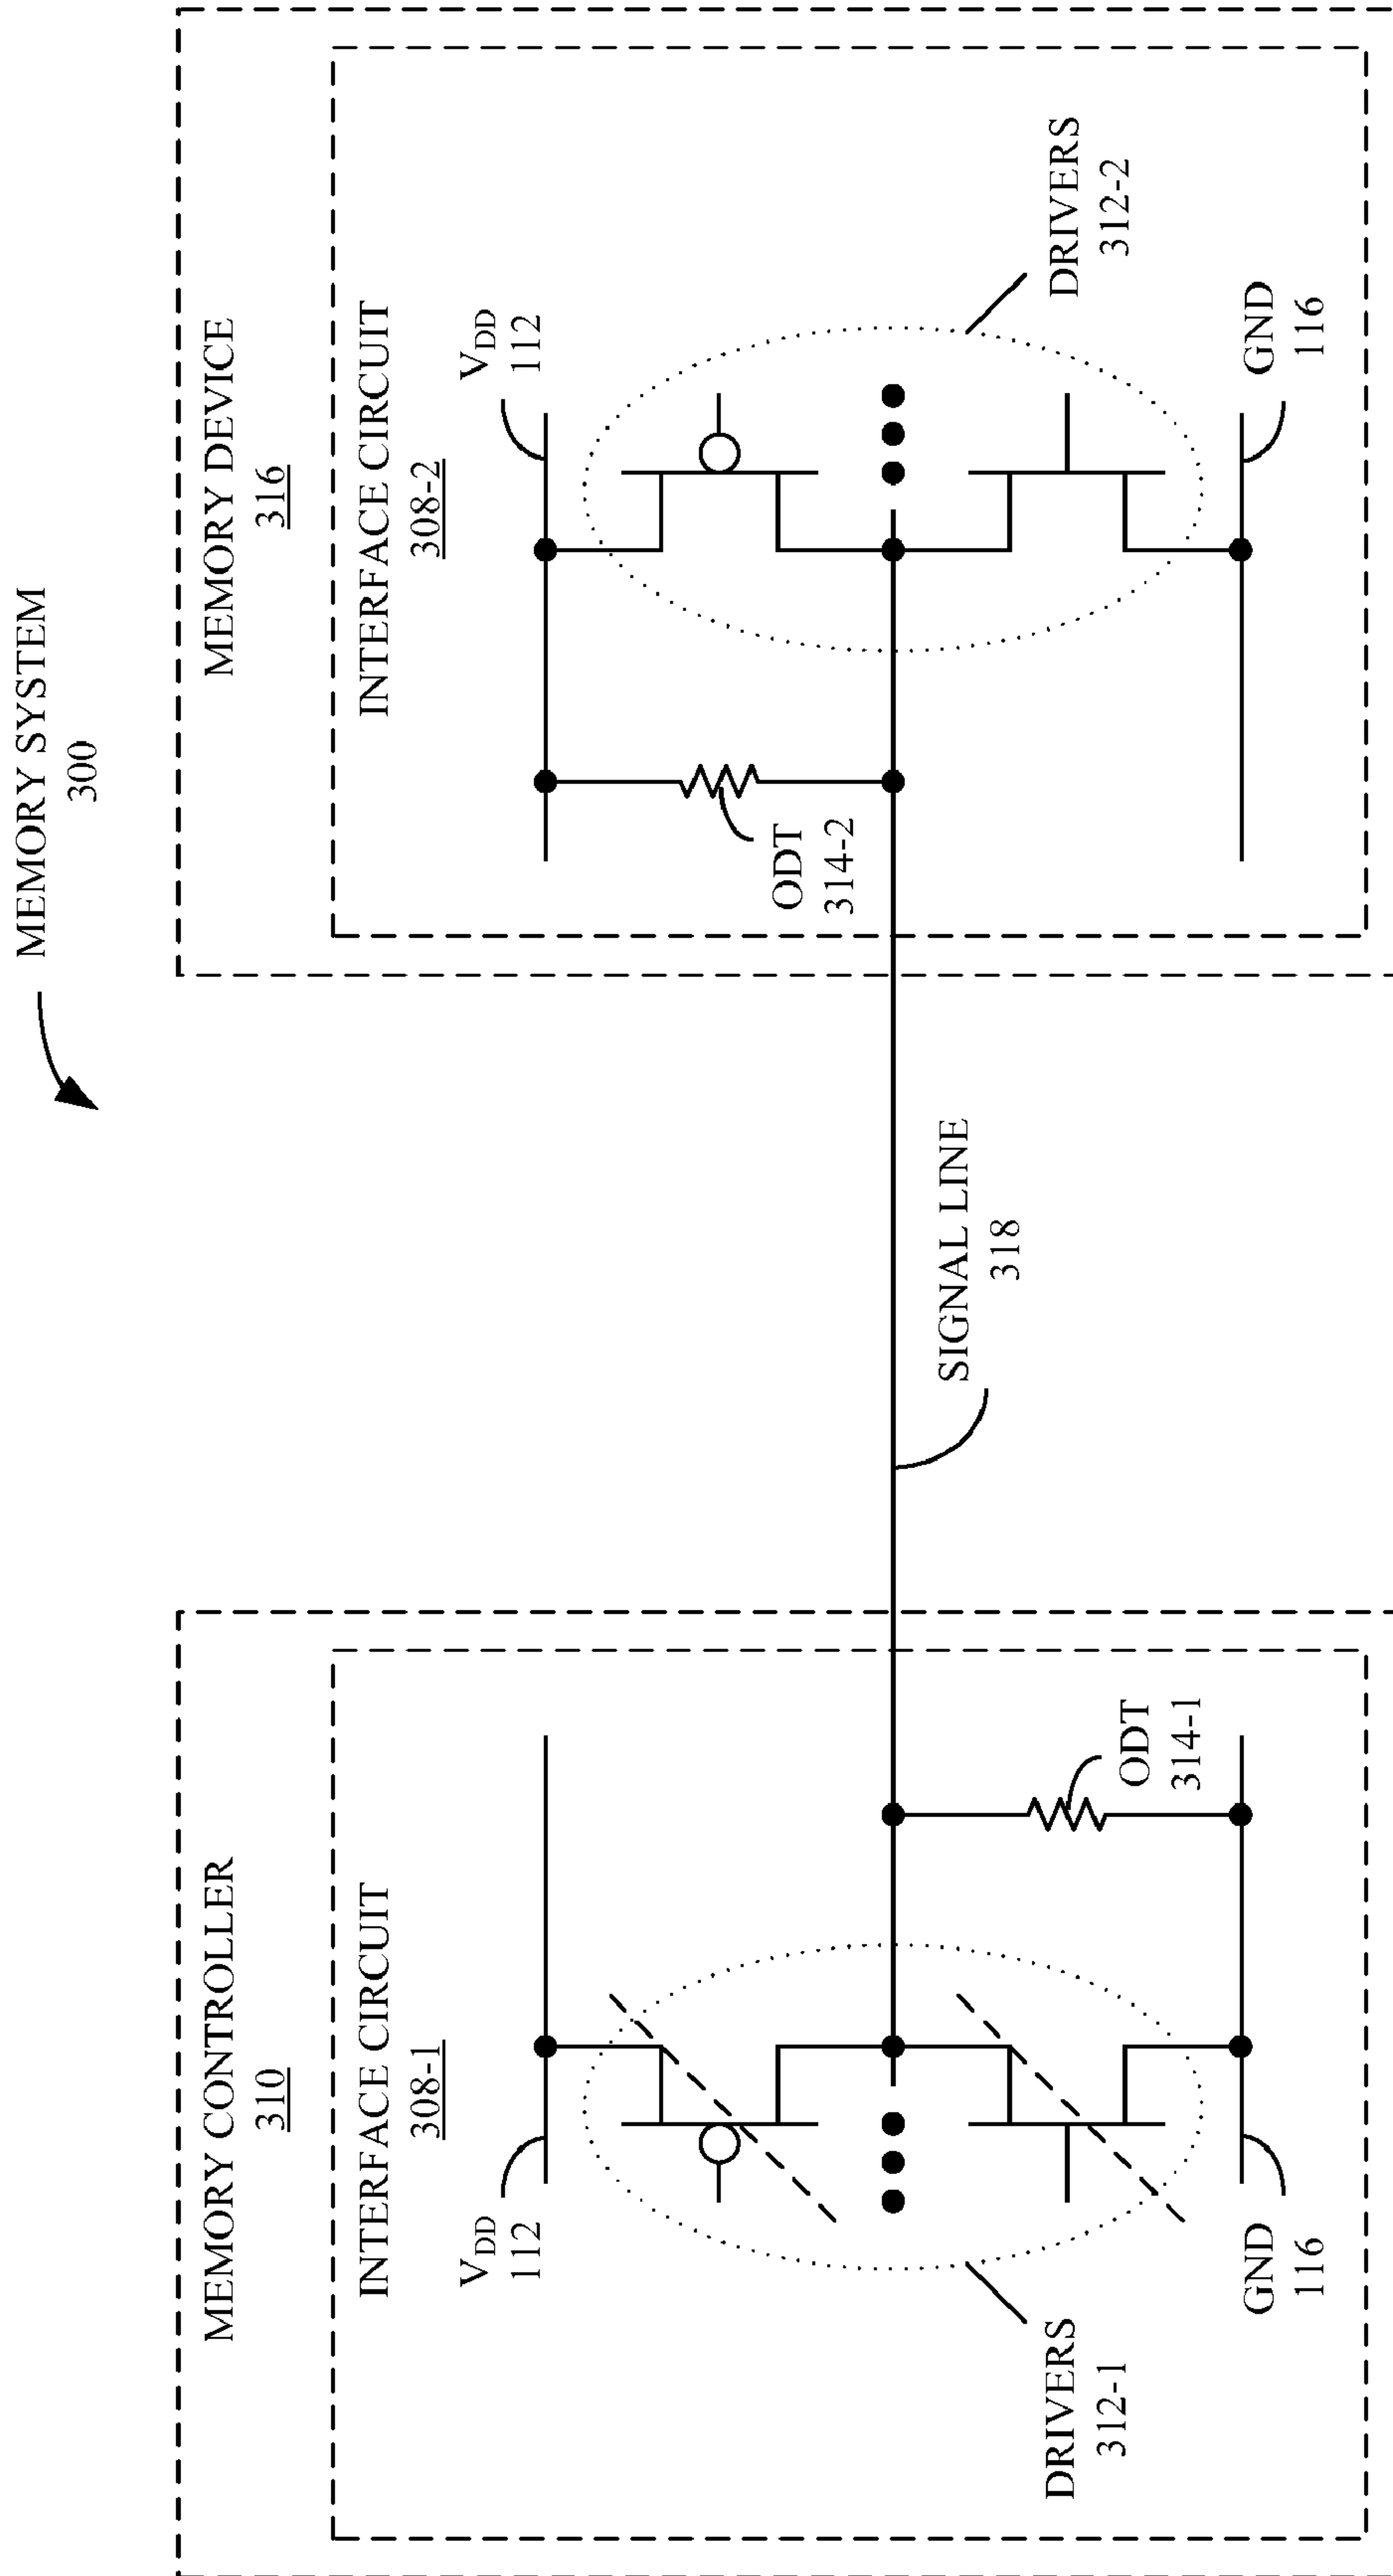 MEMORY SYSTEM
300
MEMORY CONTROLLER
310
INTERFACE CIRCUIT
308-1
VDD
112
DRIVERS
312-1
GND
116
ODT
314-1
SIGNAL LINE
318
MEMORY DEVICE
316
INTERFACE CIRCUIT
308-2
VDD
112
ODT
314-2
DRIVERS
312-2
GND
116